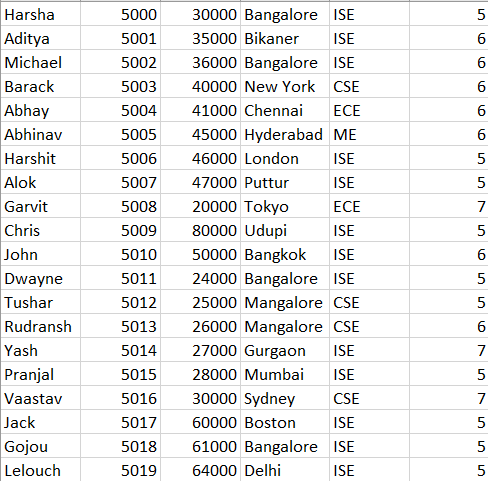 Harsha 5000 30000 Bangalore ISE 5
Aditya 5001 35000 Bikaner ISE 6
Michael 5002 36000 Bangalore ISE 6
Barack 5003 40000 New York CSE 6
Abhay 5004 41000 Chennai ECE 6
Abhinav 5005 45000 Hyderabad ME 6
Harshit 5006 46000 London ISE 5
Alok 5007 47000 Puttur ISE 5
Garvit 5008 20000 Tokyo ECE 7
Chris 5009 80000 Udupi ISE 5
John 5010 50000 Bangkok ISE 6
Dwayne 5011 24000 Bangalore ISE 5
Tushar 5012 25000 Mangalore CSE 5
Rudransh 5013 26000 Mangalore CSE 6
Yash 5014 27000 Gurgaon ISE 7
Pranjal 5015 28000 Mumbai ISE 5
Vaastav 5016 30000 Sydney CSE 7
Jack 5017 60000 Boston ISE 5
Gojou 5018 61000 Bangalore ISE 5
Lelouch 5019 64000 Delhi ISE 5